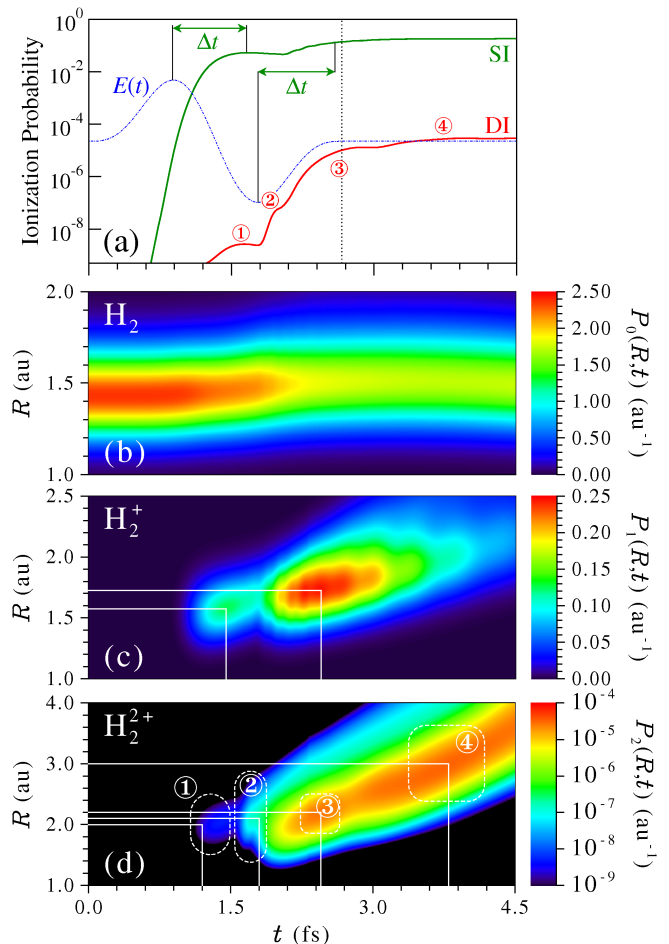 10⁰
10⁻²
10⁻⁴
10⁻⁶
10⁻⁸
Ionization Probability
Δt
Δt
E(t)
SI
DI
①
②
③
④
(a)
2.0
1.5
1.0
R (au)
H₂
(b)
2.50
2.00
1.50
1.00
0.50
0.00
P₀(R,t) (au⁻¹)
2.5
2.0
1.5
1.0
R (au)
H₂⁺
(c)
0.25
0.20
0.15
0.10
0.05
0.00
P₁(R,t) (au⁻¹)
4.0
3.0
2.0
1.0
R (au)
H₂²⁺
①
②
③
④
(d)
10⁻⁴
10⁻⁵
10⁻⁶
10⁻⁷
10⁻⁸
10⁻⁹
P₂(R,t) (au⁻¹)
0.0 1.5 3.0 4.5
t (fs)